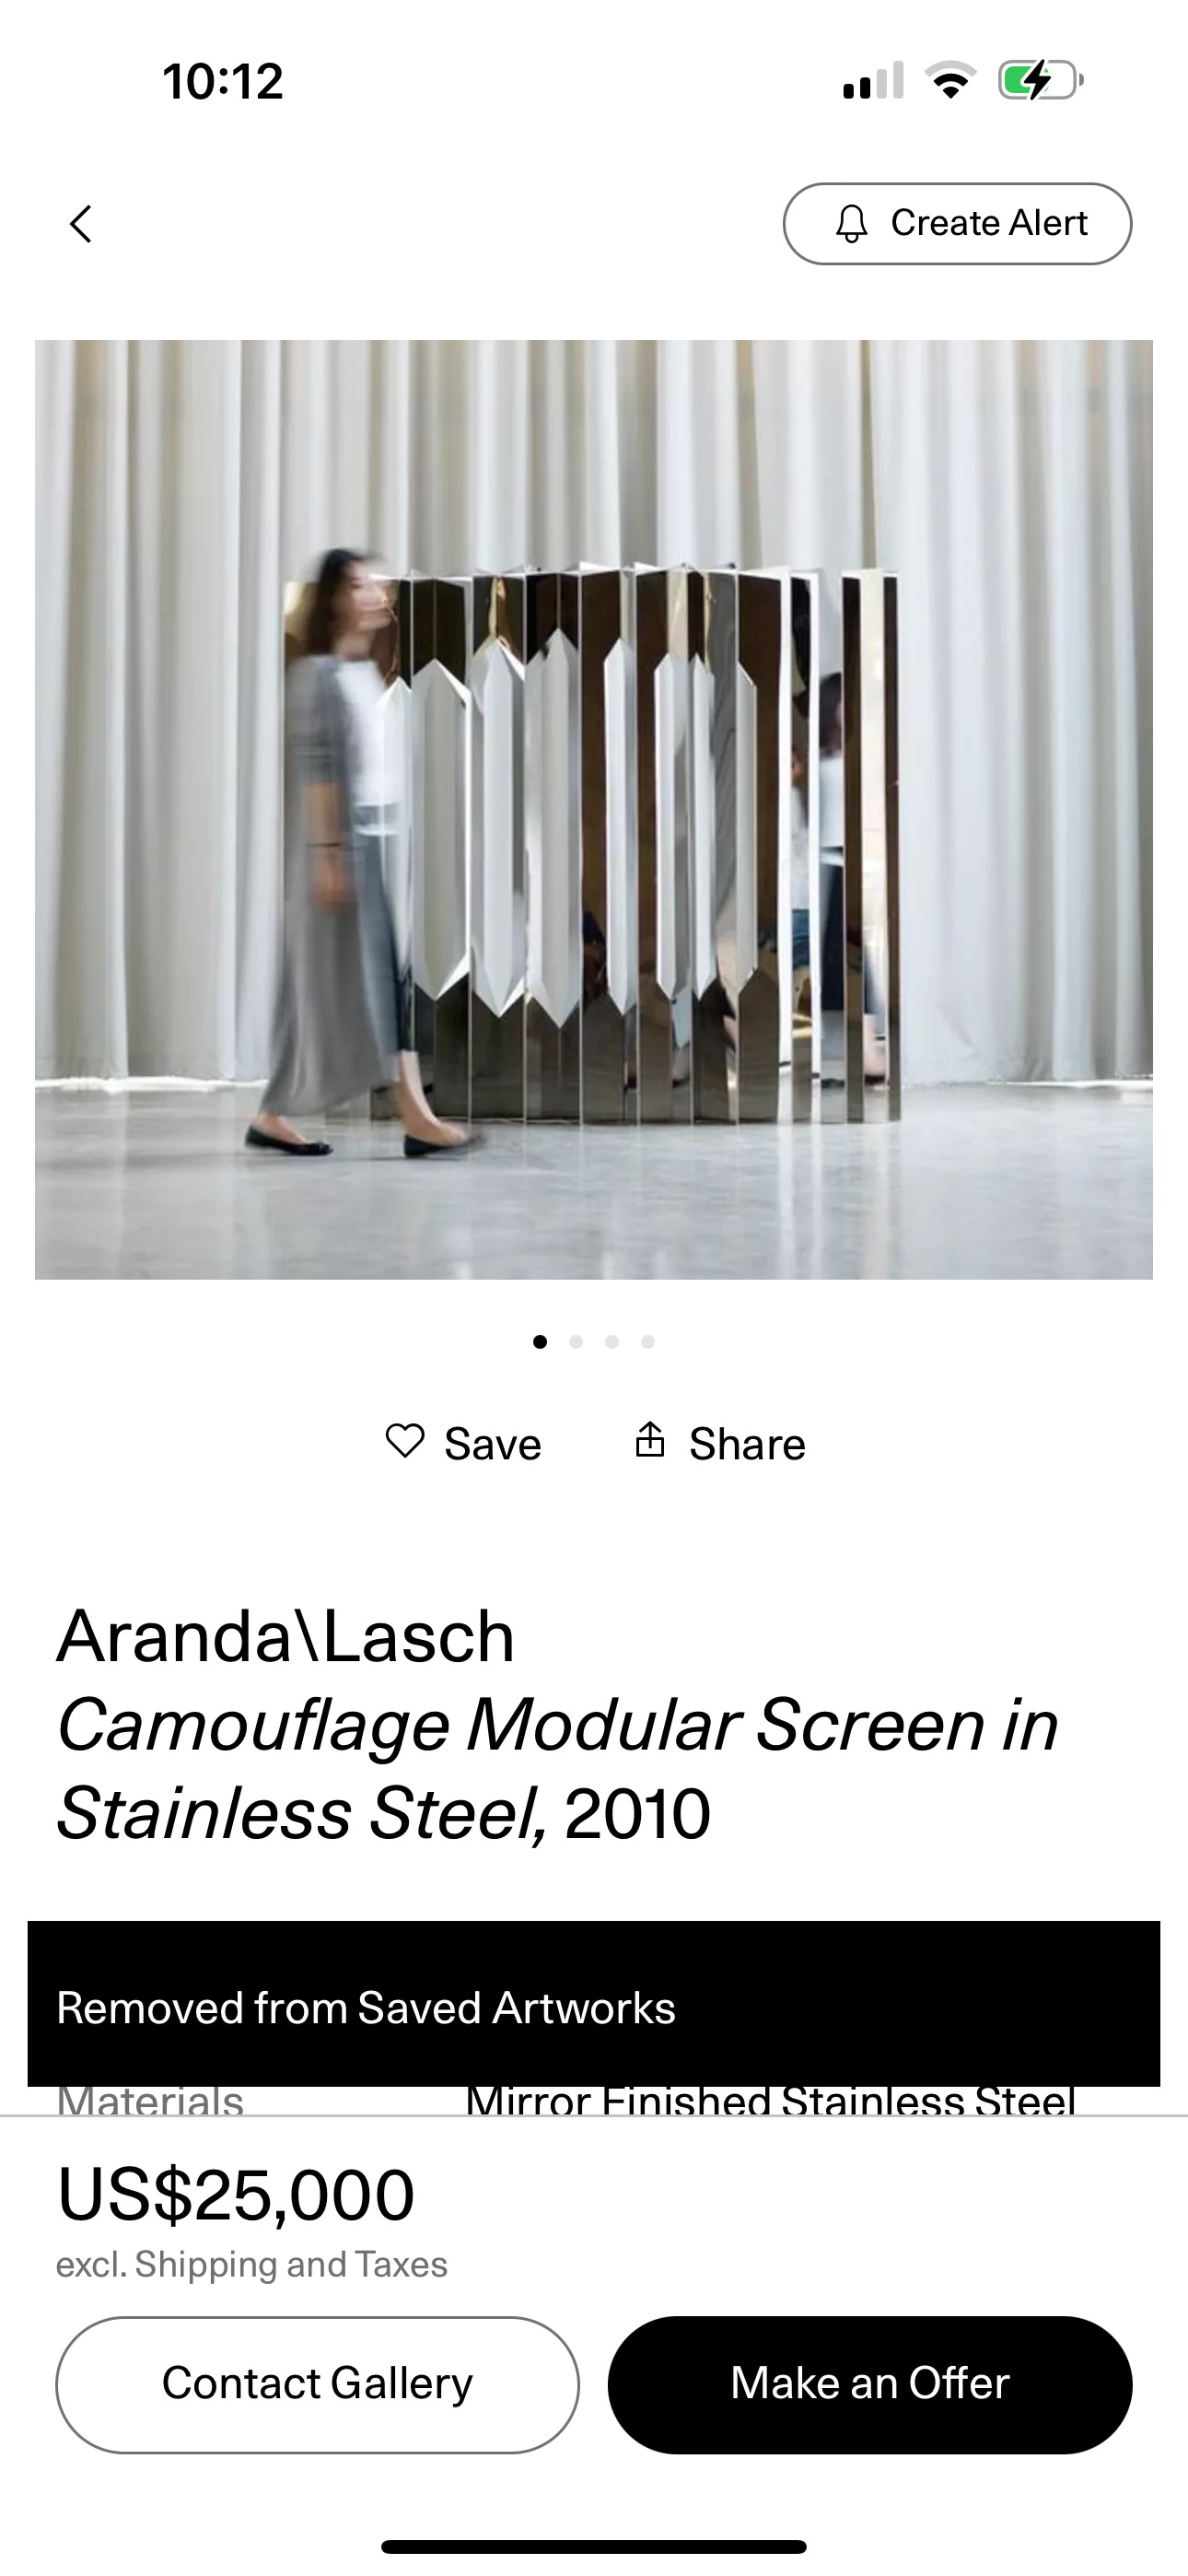 10:12
Create Alert
Save
Share
Aranda\Lasch
Camouflage Modular Screen in
Stainless Steel, 2010
Removed from Saved Artworks
Materials
Mirror Finished Stainless Steel
US$25,000
excl. Shipping and Taxes
Contact Gallery
Make an Offer